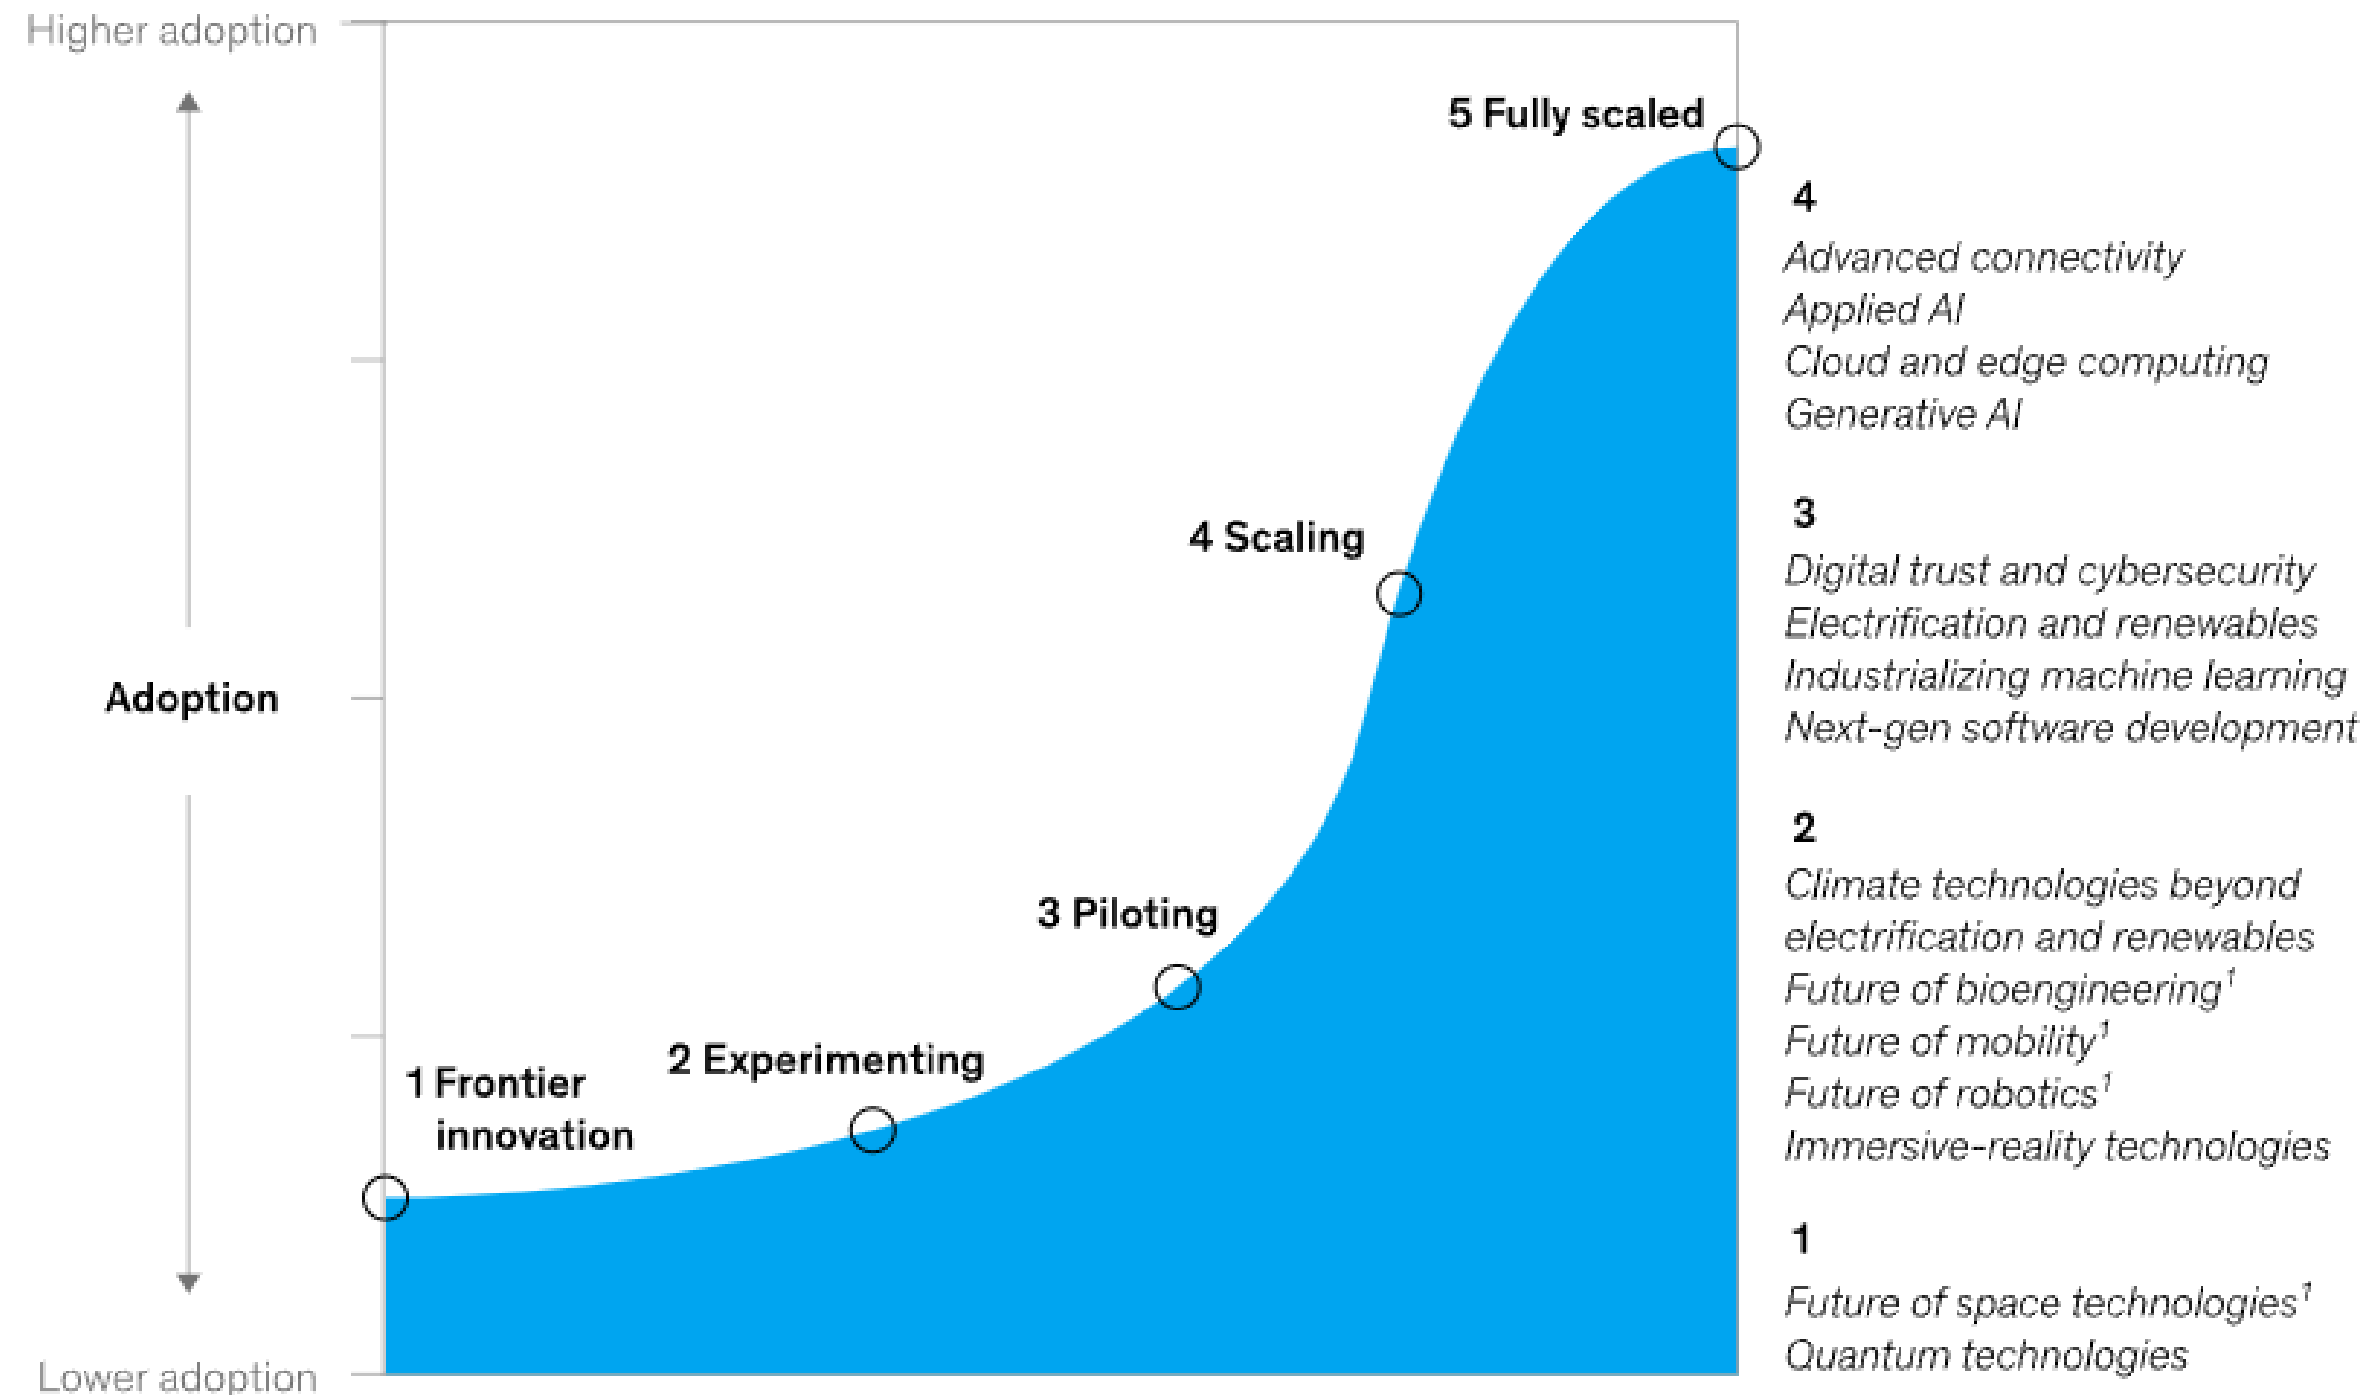 Higher adoption
Adoption
Lower adoption
1 Frontier
innovation
2 Experimenting
3 Piloting
4 Scaling
5 Fully scaled
4
Advanced connectivity
Applied AI
Cloud and edge computing
Generative AI
3
Digital trust and cybersecurity
Electrification and renewables
Industrializing machine learning
Next-gen software development
2
Climate technologies beyond
electrification and renewables
Future of bioengineering¹
Future of mobility¹
Future of robotics¹
Immersive-reality technologies
1
Future of space technologies¹
Quantum technologies